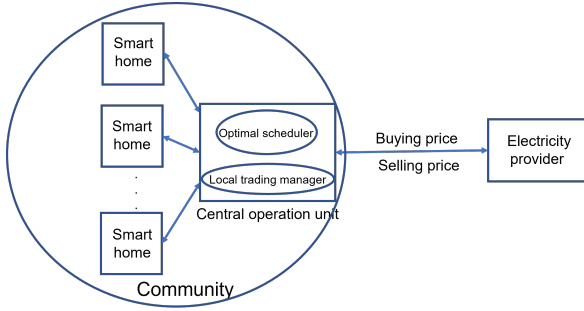 Smart
home
Smart
home
.
.
.
Smart
home
Optimal scheduler
Local trading manager
Central operation unit
Community
Buying price
Selling price
Electricity
provider